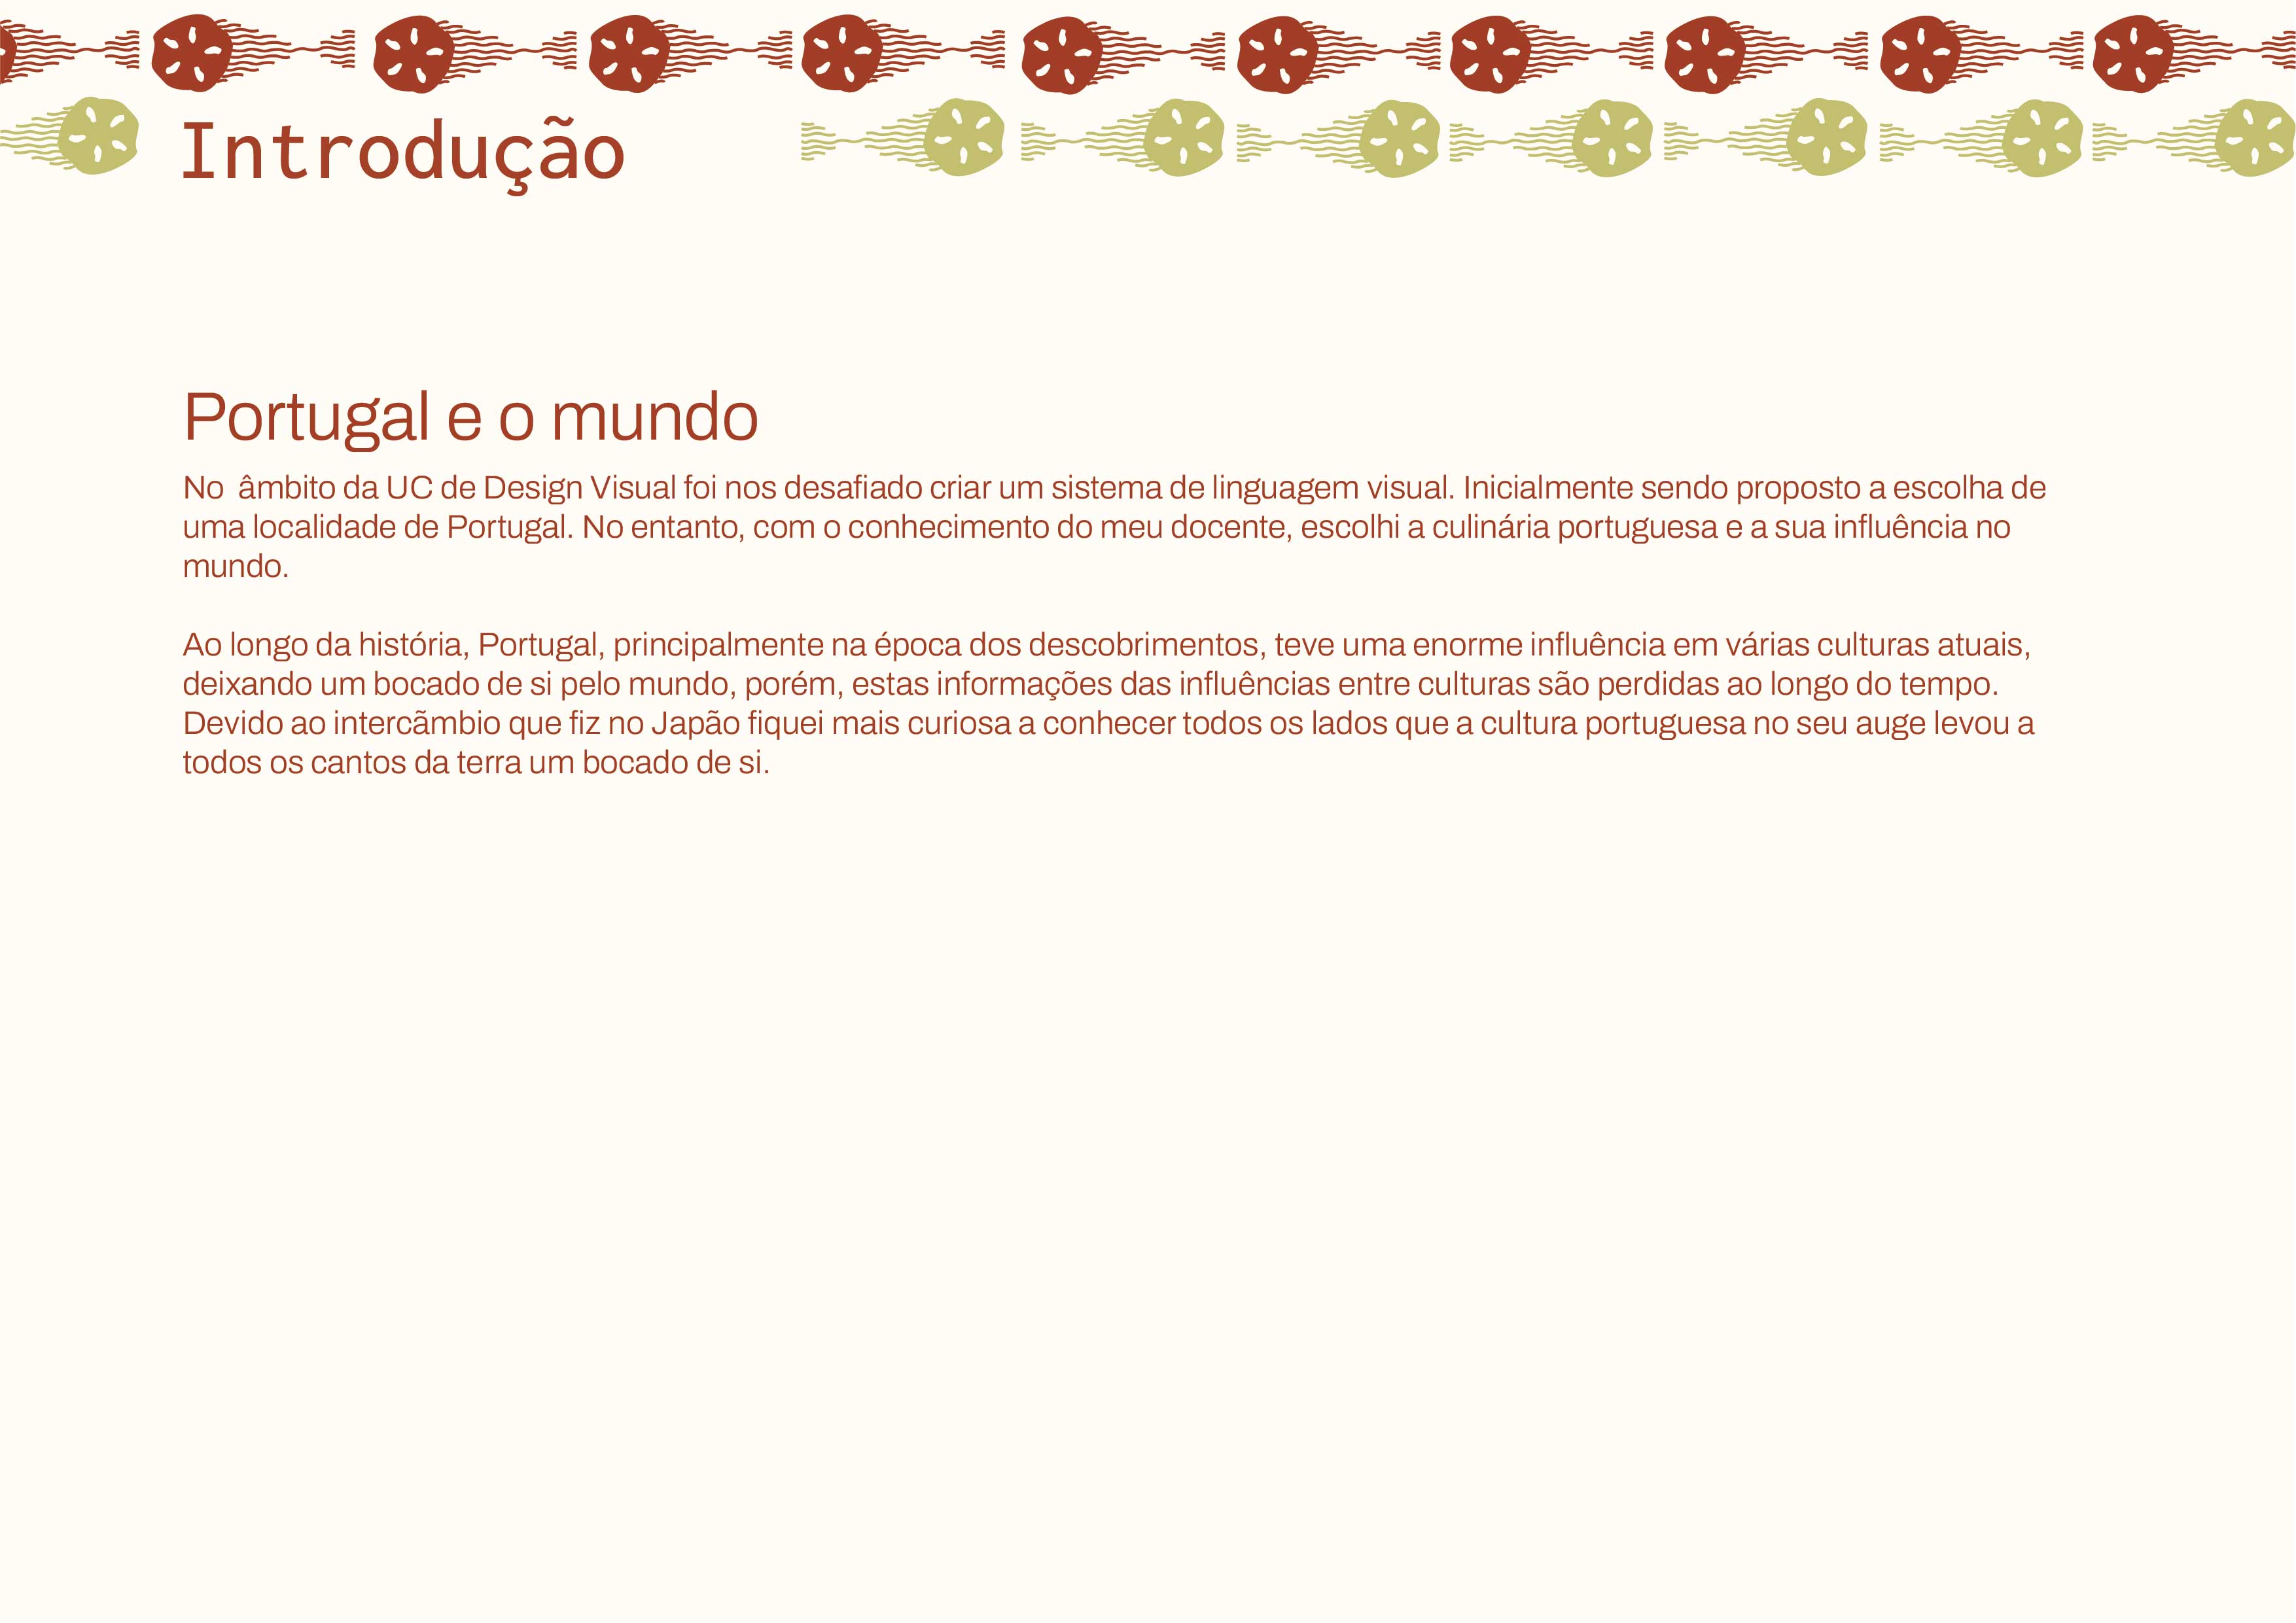 Introdução
Portugal e o mundo
No  âmbito da UC de Design Visual foi nos desafiado criar um sistema de linguagem visual. Inicialmente sendo proposto a escolha de
uma localidade de Portugal. No entanto, com o conhecimento do meu docente, escolhi a culinária portuguesa e a sua influência no
mundo.
Ao longo da história, Portugal, principalmente na época dos descobrimentos, teve uma enorme influência em várias culturas atuais,
deixando um bocado de si pelo mundo, porém, estas informações das influências entre culturas são perdidas ao longo do tempo.
Devido ao intercãmbio que fiz no Japão fiquei mais curiosa a conhecer todos os lados que a cultura portuguesa no seu auge levou a
todos os cantos da terra um bocado de si.